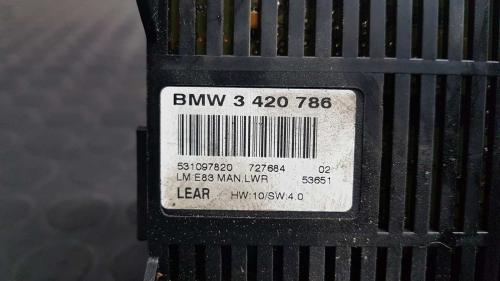 BMW 3 420 786
531097820 727684 02
LM E83 MAN.LWR 53651
LEAR HW:10/SW:4.0